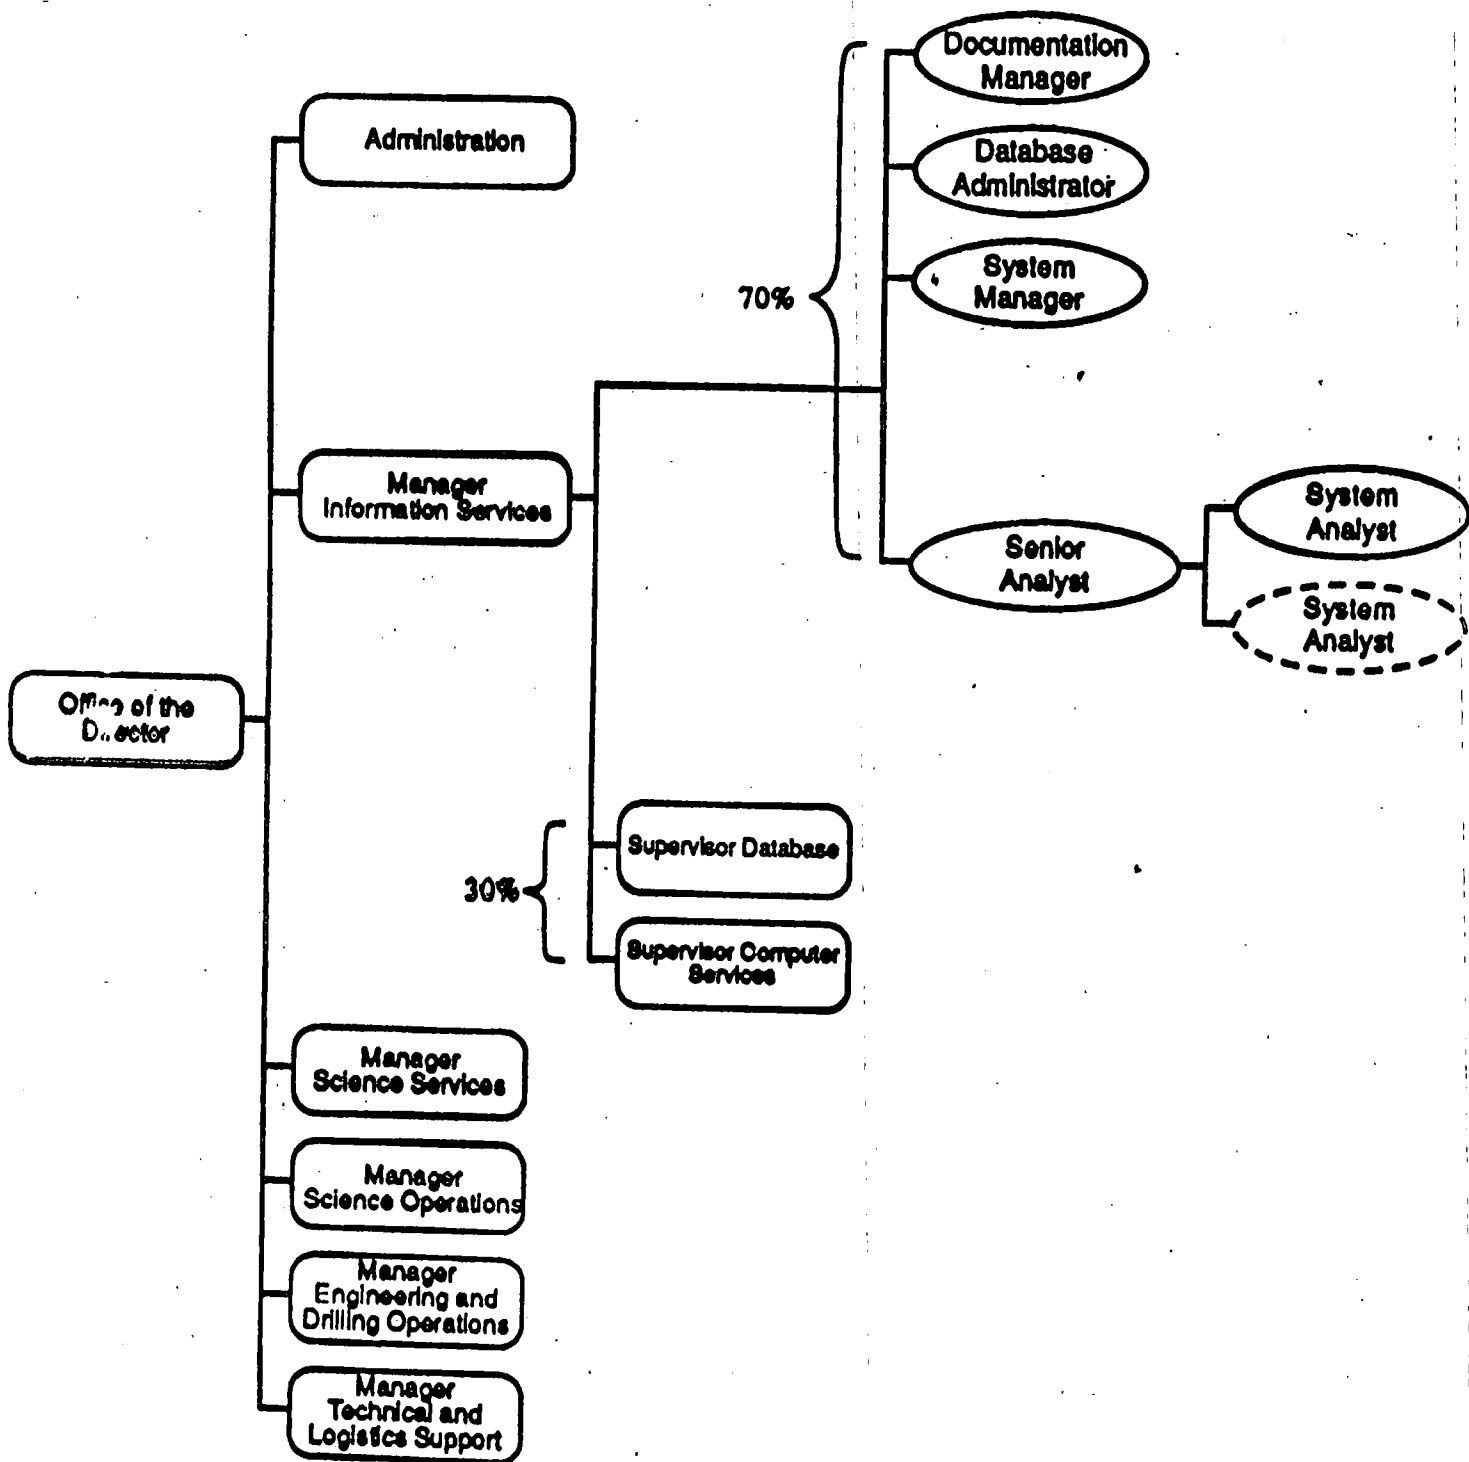 Documentation
Manager
Administration
Database
Administrator
System
Manager
70%
Manager
Information Services
System
Analyst
Senior
Analyst
System
Analyst
of the
Supervisor Database
30%
Supervisor Computer
Services
Manager
Science Services
Manager
Science Operations
Manager
Engineering and
Drilling Operations
Manager
Technical and
Logistics Support